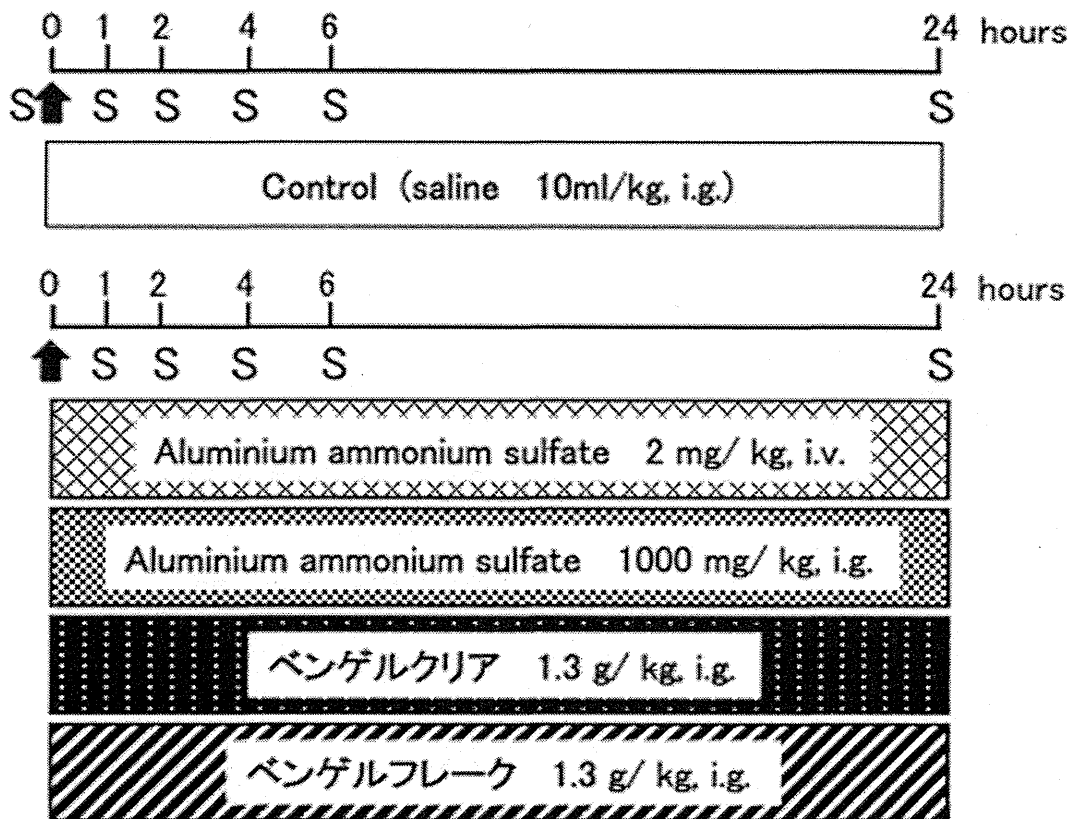 0 1 2 4 6 24 hours
S S S S S S
Control (saline 10ml/kg, i.g.)
0 1 2 4 6 24 hours
S S S S S
Aluminium ammonium sulfate 2 mg/ kg, i.v.
Aluminium ammonium sulfate 1000 mg/ kg, i.g.
ベンゲルクリア 1.3 g/ kg, i.g.
ベンゲルフレーク 1.3 g/ kg, i.g.